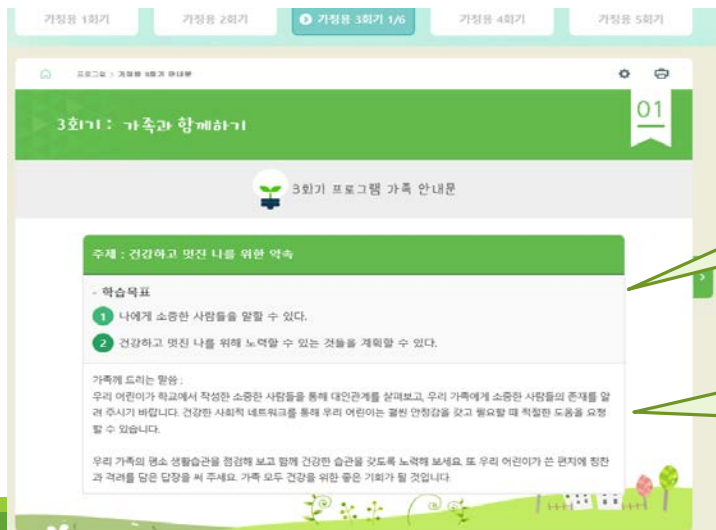 가정용 1회기
가정용 2회기
가정용 3회기 1/6
가정용 4회기
가정용 5회기
프로그램 > 가정용 3회기 안내문
3회기 : 가족과 함께하기
01
3회기 프로그램 가족 안내문
주제 : 건강하고 멋진 나를 위한 약속
- 학습목표
1 나에게 소중한 사람들을 말할 수 있다.
2 건강하고 멋진 나를 위해 노력할 수 있는 것들을 계획할 수 있다.
가족께 드리는 말씀 :
우리 어린이가 학교에서 작성한 소중한 사람들을 통해 대인관계를 살펴보고, 우리 가족에게 소중한 사람들의 존재를 알
려 주시기 바랍니다. 건강한 사회적 네트워크를 통해 우리 어린이는 훨씬 안정감을 갖고 필요할 때 적절한 도움을 요청
할 수 있습니다.
우리 가족의 평소 생활습관을 점검해 보고 함께 건강한 습관을 갖도록 노력해 보세요. 또 우리 어린이가 쓴 편지에 칭찬
과 격려를 담은 답장을 써 주세요. 가족 모두 건강을 위한 좋은 기회가 될 것입니다.